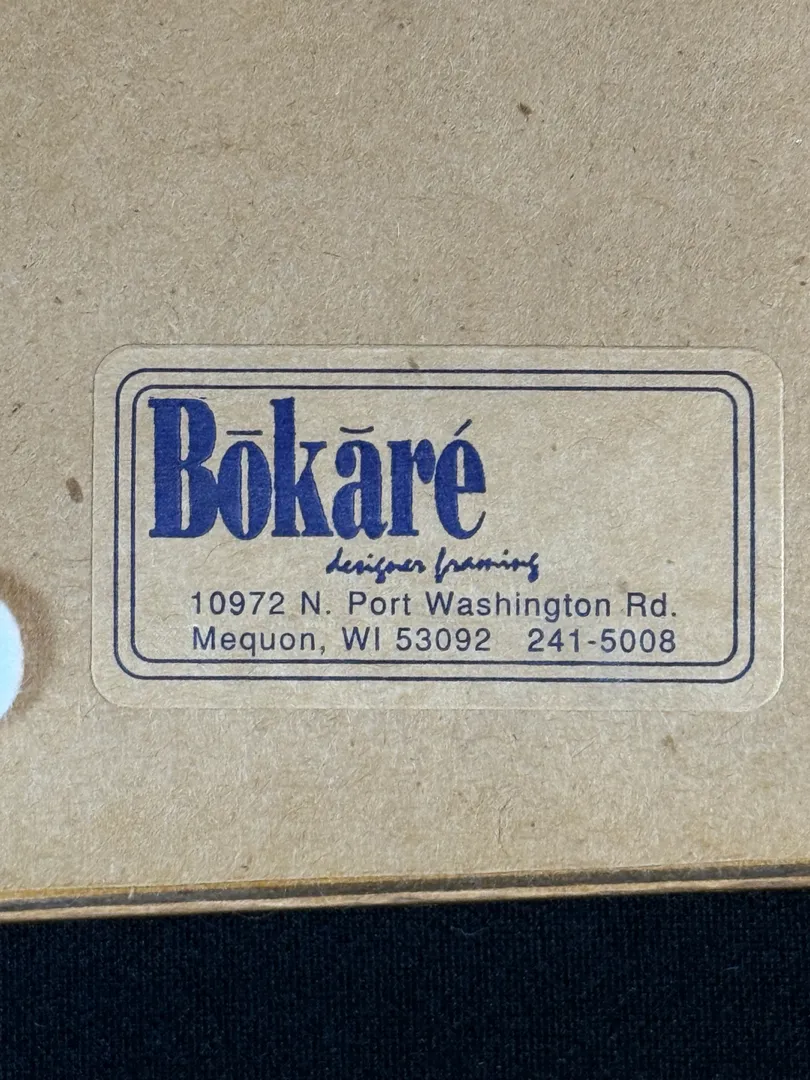 Bōkāré
designer framing
10972 N. Port Washington Rd.
Mequon, WI 53092 241-5008